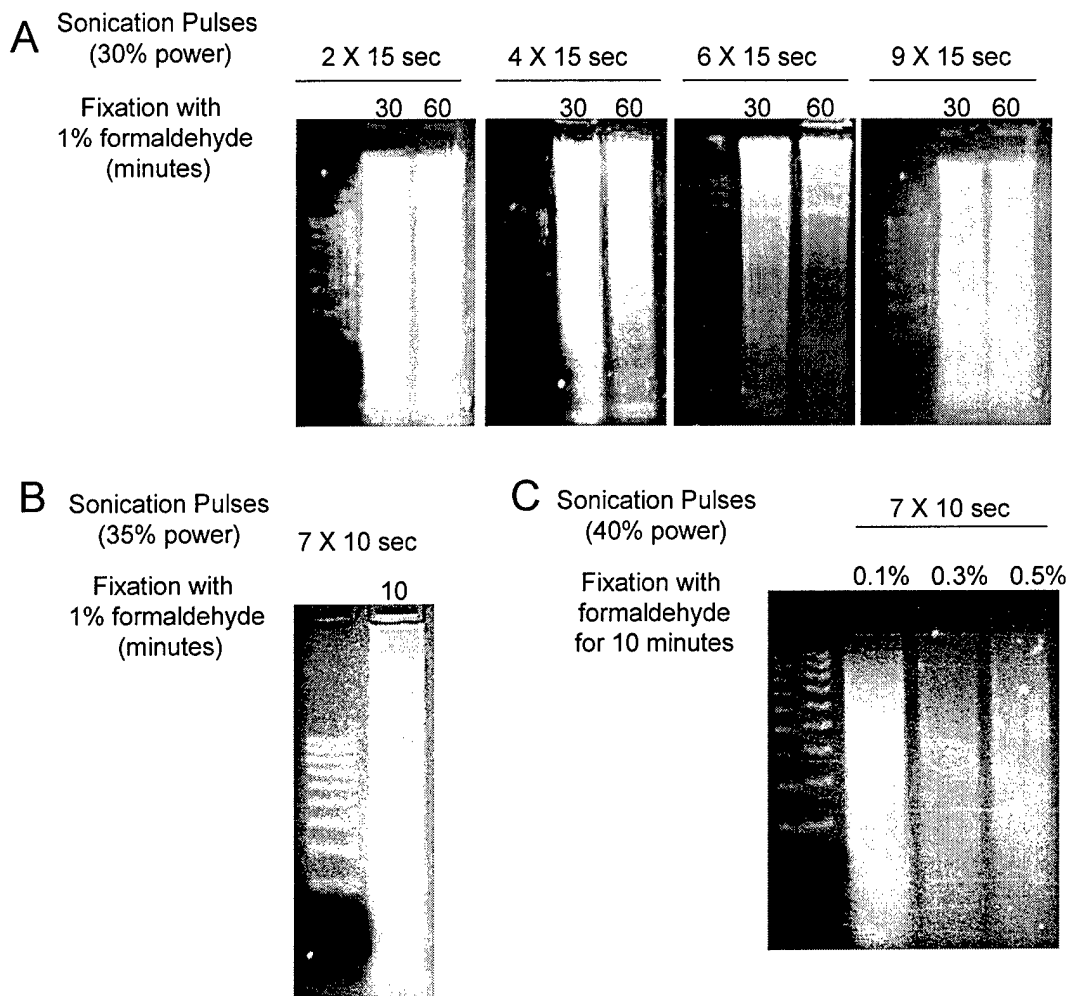 A
Sonication Pulses
(30% power)
2 X 15 sec
4 X 15 sec
6 X 15 sec
9 X 15 sec
Fixation with
1% formaldehyde
(minutes)
30 60
30 60
30 60
30 60
B
Sonication Pulses
(35% power)
7 X 10 sec
Fixation with
1% formaldehyde
(minutes)
10
C
Sonication Pulses
(40% power)
7 X 10 sec
Fixation with
formaldehyde
for 10 minutes
0.1% 0.3% 0.5%